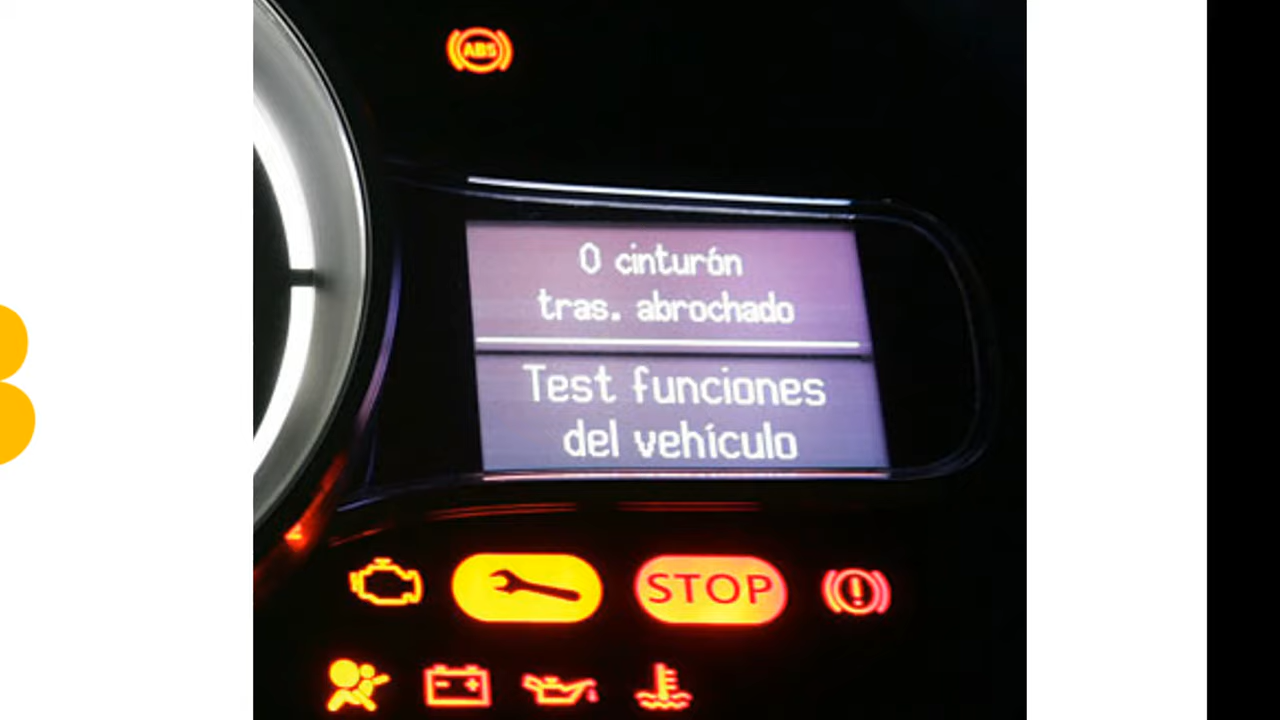 ABS
0 cinturón
tras. abrochado
Test funciones
del vehículo
STOP